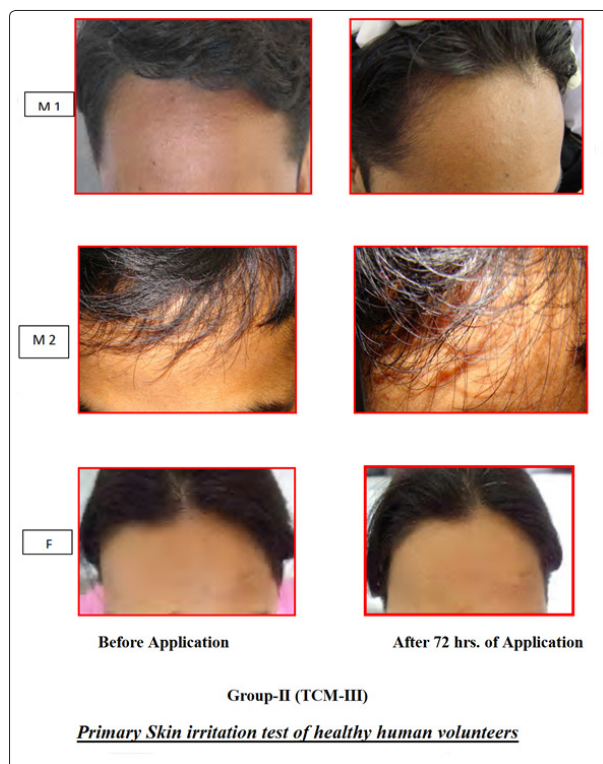 M 1
M 2
F
Before Application
After 72 hrs. of Application
Group-II (TCM-III)
Primary Skin irritation test of healthy human volunteers